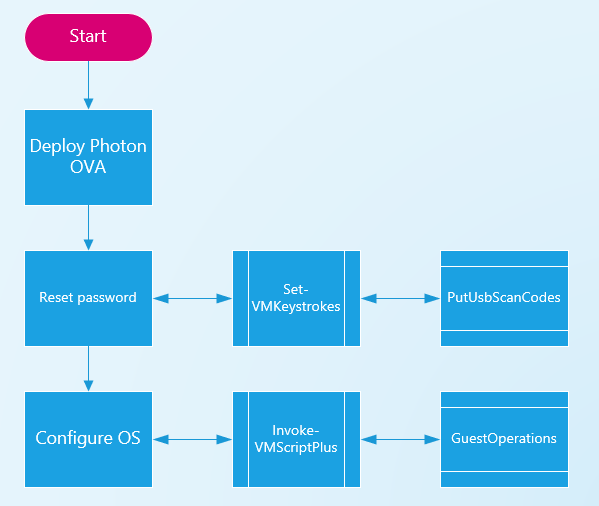 Start
Deploy Photon
OVA
Reset password
Set-
VMKeystrokes
PutUsbScanCodes
Configure OS
Invoke-
VMScriptPlus
GuestOperations